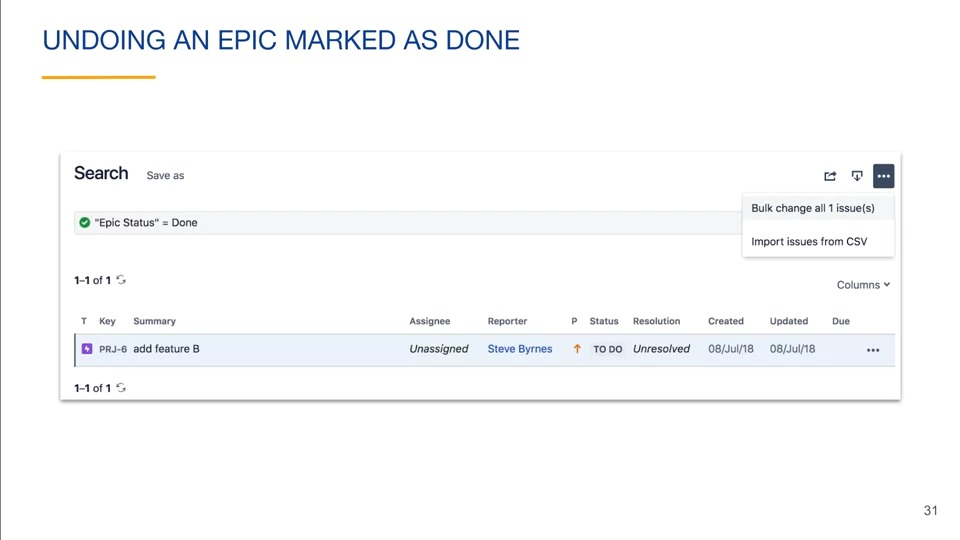 UNDOING AN EPIC MARKED AS DONE
Search Save as
Bulk change all 1 issue(s)
"Epic Status" = Done
Import issues from CSV
1–1 of 1
Columns
T Key Summary Assignee Reporter P Status Resolution Created Updated Due
PRJ-6 add feature B Unassigned Steve Byrnes TO DO Unresolved 08/Jul/18 08/Jul/18
1–1 of 1
31